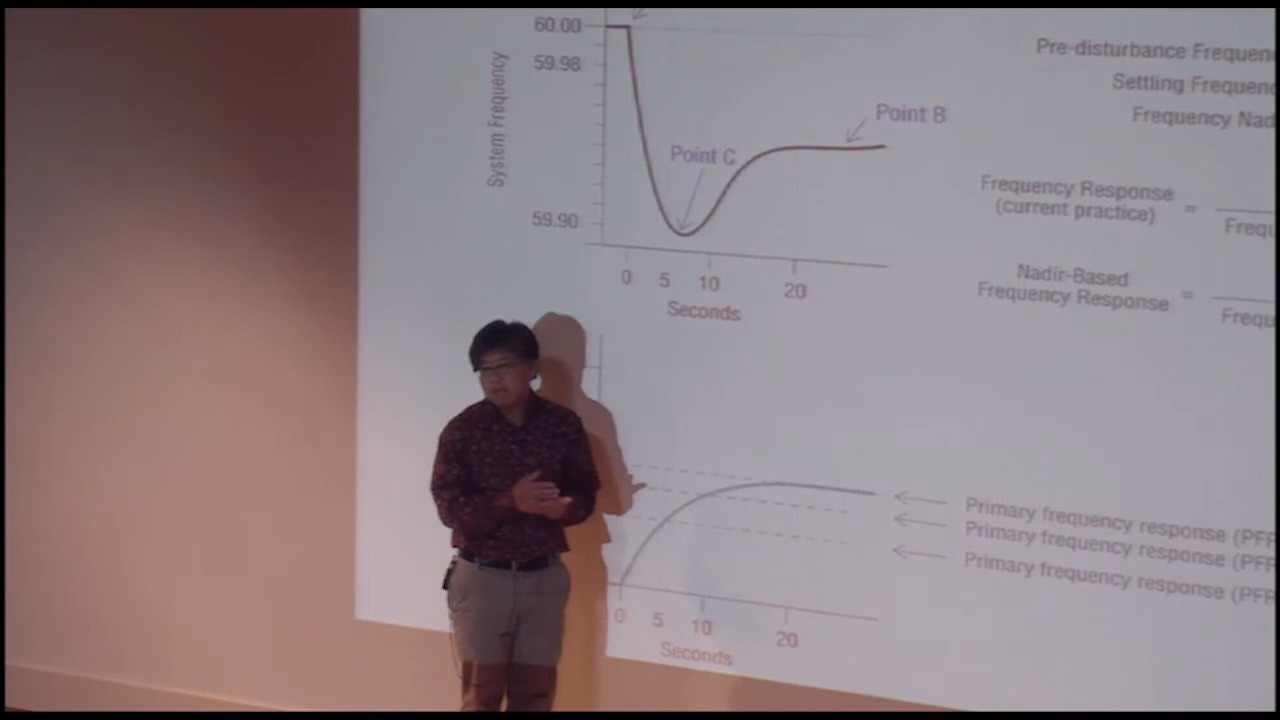 60.00
59.98
59.90
System Frequency
Point C
Point B
0 5 10 20
Seconds
Pre-disturbance Frequen
Settling Frequen
Frequency Nad
Frequency Response
(current practice)
=
Frequ
Nadir-Based
Frequency Response
=
Frequ
Primary frequency response (PFR
Primary frequency response (PFR
Primary frequency response (PFR
0 5 10 20
Seconds